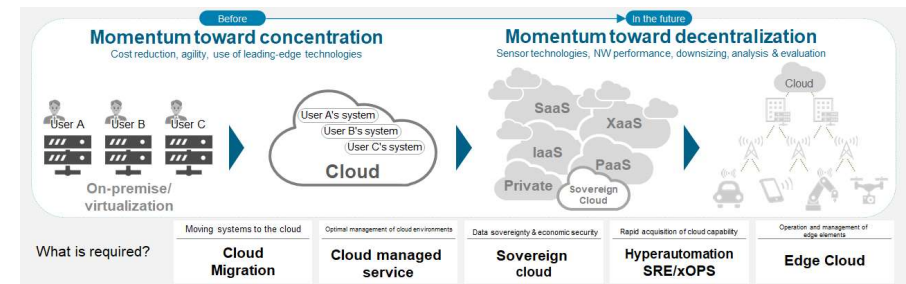 Before
In the future
Momentum toward concentration
Cost reduction, agility, use of leading-edge technologies
Momentum toward decentralization
Sensor technologies, NW performance, downsizing, analysis & evaluation
User A
User B
User C
On-premise/
virtualization
User A's system
User B's system
User C's system
Cloud
SaaS
XaaS
IaaS
PaaS
Private
Sovereign
Cloud
Cloud
What is required?
Moving systems to the cloud
Cloud
Migration
Optimal management of cloud environments
Cloud managed
service
Data sovereignty & economic security
Sovereign
cloud
Rapid acquisition of cloud capability
Hyperautomation
SRE/xOPS
Operation and management of
edge elements
Edge Cloud